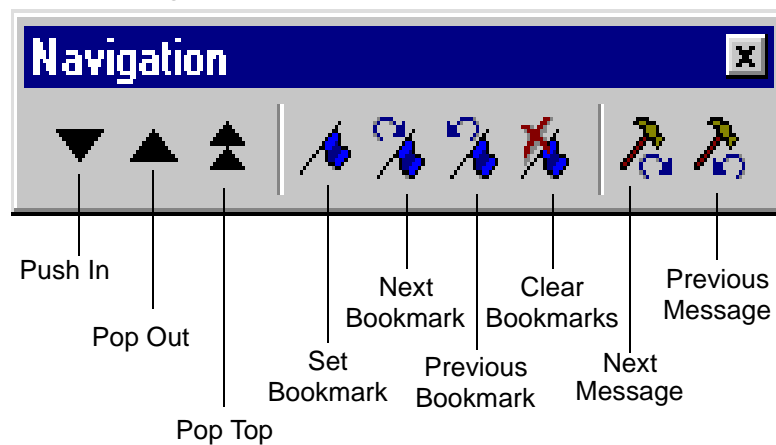 Navigation
Push In
Pop Out
Pop Top
Set
Bookmark
Next
Bookmark
Previous
Bookmark
Clear
Bookmarks
Next
Message
Previous
Message